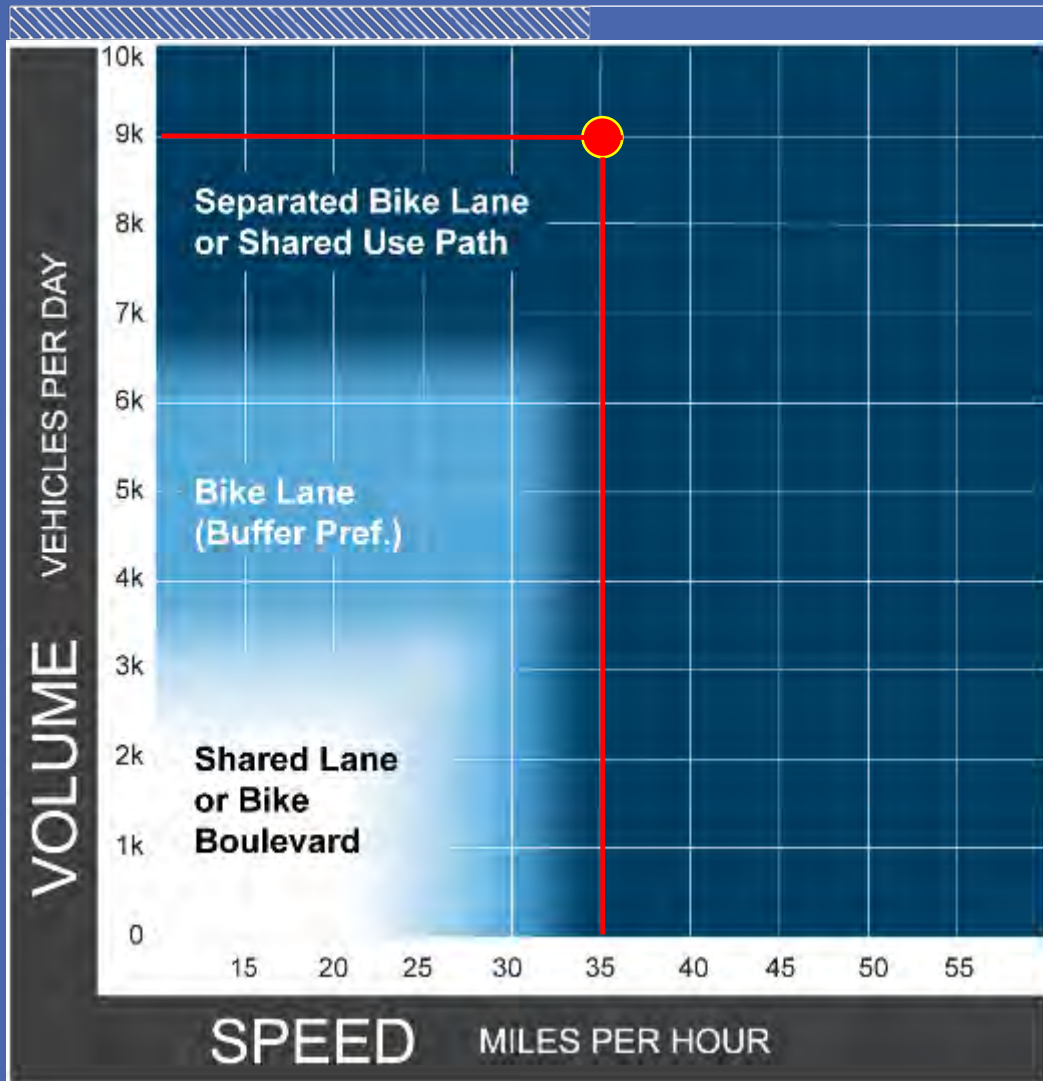 10k
9k
8k
7k
6k
5k
4k
3k
2k
1k
0
VOLUME VEHICLES PER DAY
Separated Bike Lane
or Shared Use Path
Bike Lane
(Buffer Pref.)
Shared Lane
or Bike
Boulevard
15 20 25 30 35 40 45 50 55
SPEED MILES PER HOUR